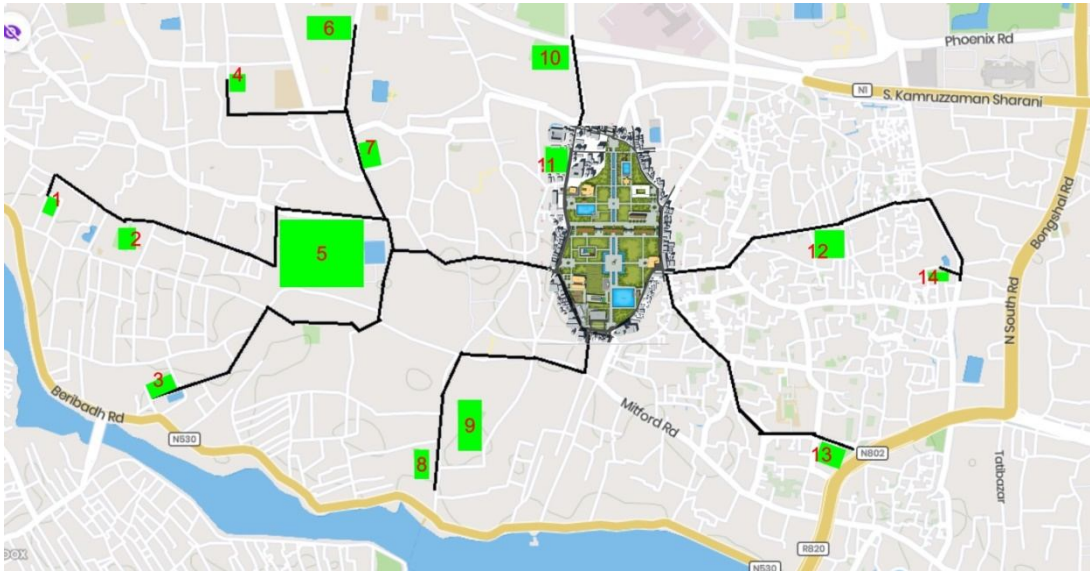 6
10
Phoenix Rd
4
N1
S. Kamruzzaman Sharani
7
11
1
2
5
12
14
Bongshal Rd
N South Rd
3
Beribadh Rd
Mitford Rd
N530
9
8
13
N802
Tatibazar
R820
N530
box